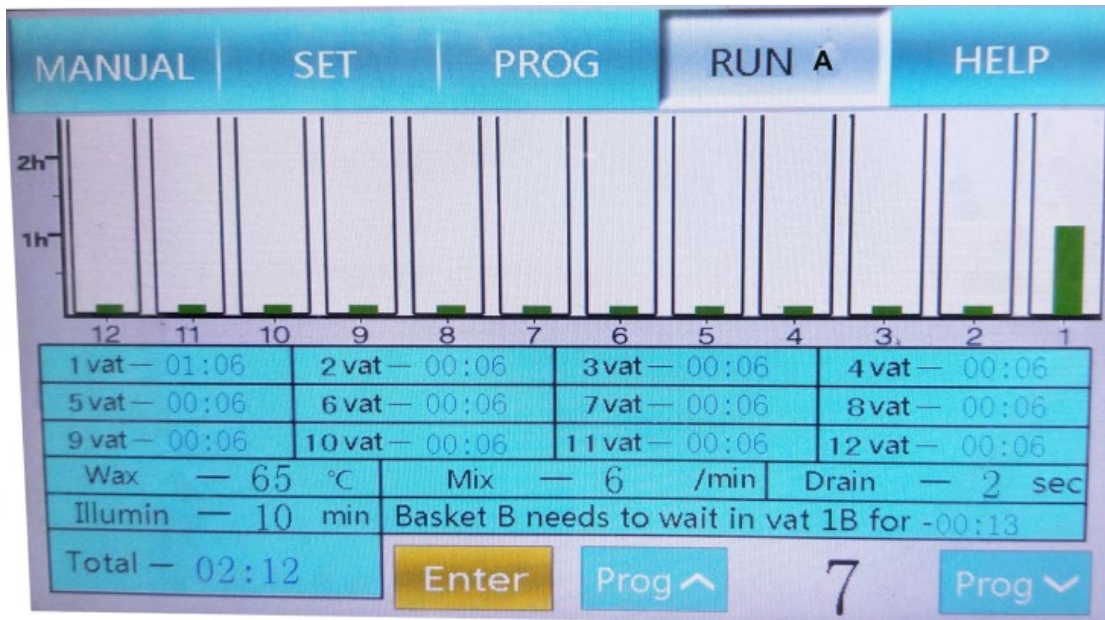 MANUAL SET PROG RUN A HELP
2h
1h
12 11 10 9 8 7 6 5 4 3 2 1
1 vat — 01:06 2 vat — 00:06 3 vat — 00:06 4 vat — 00:06
5 vat — 00:06 6 vat — 00:06 7 vat — 00:06 8 vat — 00:06
9 vat — 00:06 10 vat — 00:06 11 vat — 00:06 12 vat — 00:06
Wax — 65 °C Mix — 6 /min Drain — 2 sec
Illumin — 10 min Basket B needs to wait in vat 1B for -00:13
Total — 02:12 Enter Prog 7 Prog